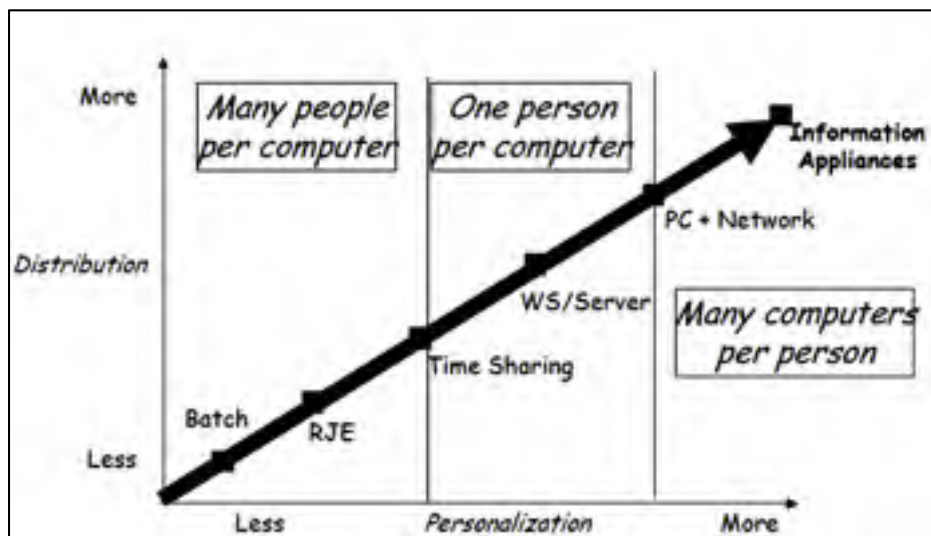 More
Many people
per computer
One person
per computer
Information
Appliances
PC + Network
Distribution
WS/Server
Many computers
per person
Time Sharing
Batch
RJE
Less
Less
Personalization
More